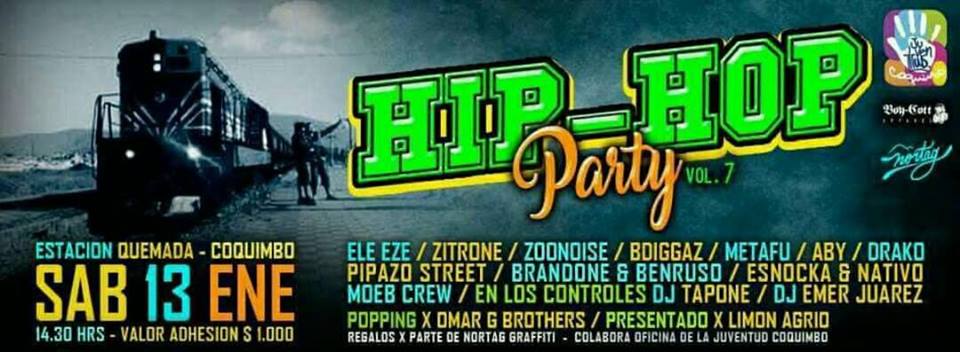 HIP-HOP
Party VOL. 7
Juventud
Coquimbo
Boy-Cott
APPAREL
nortag
ESTACION QUEMADA - COQUIMBO
SAB 13 ENE
14.30 HRS - VALOR ADHESION $ 1.000
ELE EZE / ZITRONE / ZOONOISE / BDIGGAZ / METAFU / ABY / DRAKO
PIPAZO STREET / BRANDONE & BENRUSO / ESNOCKA & NATIVO
MOEB CREW / EN LOS CONTROLES DJ TAPONE / DJ EMER JUAREZ
POPPING X OMAR G BROTHERS / PRESENTADO X LIMON AGRIO
REGALOS X PARTE DE NORTAG GRAFFITI - COLABORA OFICINA DE LA JUVENTUD COQUIMBO